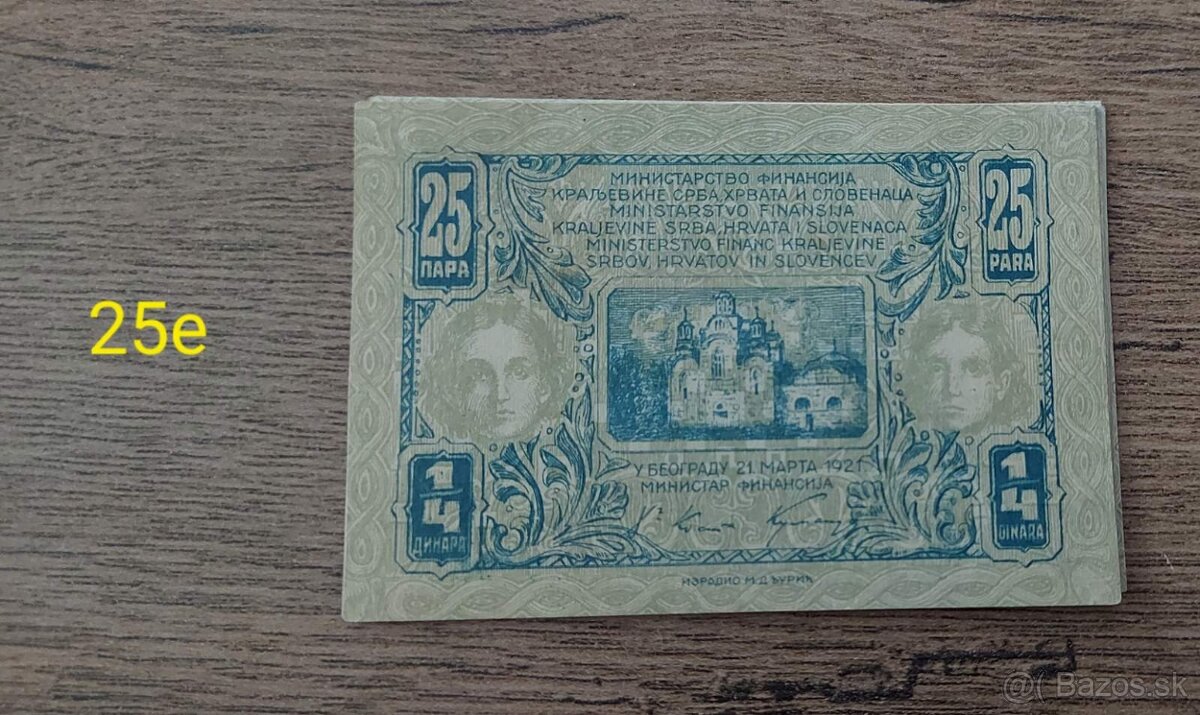 25e
25
ПАРА
МИНИСТАРСТВО ФИНАНСИЈА
КРАЉЕВИНЕ СРБА, ХРВАТА И СЛОВЕНАЦА
MINISTARSTVO FINANSIJA
KRALJEVINE SRBA, HRVATA I SLOVENACA
MINISTERSTVO FINANC KRALJEVINE
SRBOV, HRVATOV IN SLOVENCEV
25
PARA
У БЕОГРАДУ 21. МАРТА 1921.
МИНИСТАР ФИНАНСИЈА
1/4
ДИНАРА
1/4
DINARA
ИЗРАДИО М. Д. ЂУРИЋ
@( Bazos.sk